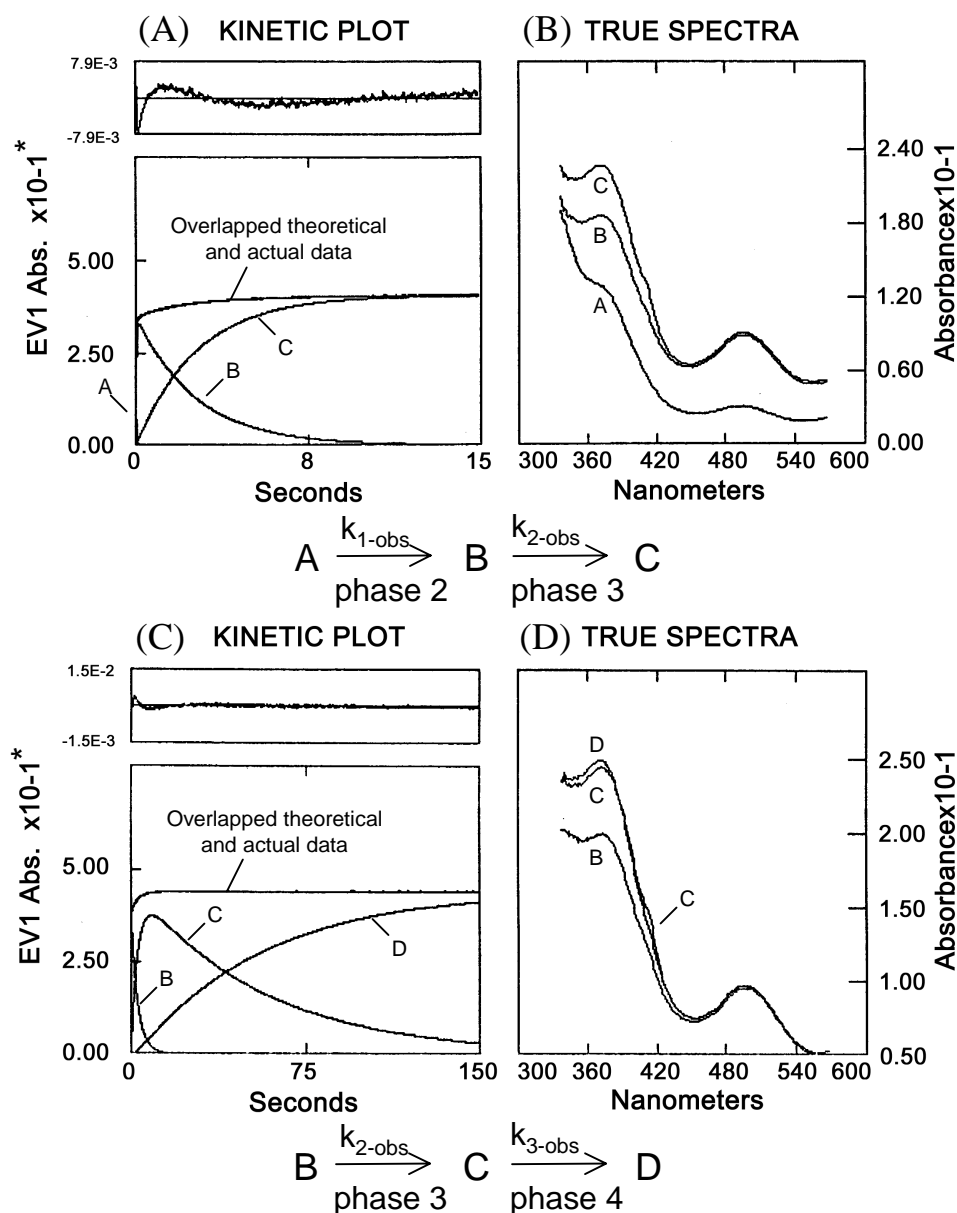 (A) KINETIC PLOT
7.9E-3
-7.9E-3
EV1 Abs. x10-1*
5.00
2.50
0.00
Overlapped theoretical
and actual data
A
B
C
0 8 15
Seconds
(B) TRUE SPECTRA
C
B
A
2.40
1.80
1.20
0.60
0.00
Absorbancex10-1
300 360 420 480 540 600
Nanometers
A k1-obs B k2-obs C
phase 2 phase 3
(C) KINETIC PLOT
1.5E-2
-1.5E-3
EV1 Abs. x10-1*
5.00
2.50
0.00
Overlapped theoretical
and actual data
C
B
D
0 75 150
Seconds
(D) TRUE SPECTRA
D
C
B
C
2.50
2.00
1.50
1.00
0.50
Absorbancex10-1
300 360 420 480 540 600
Nanometers
B k2-obs C k3-obs D
phase 3 phase 4